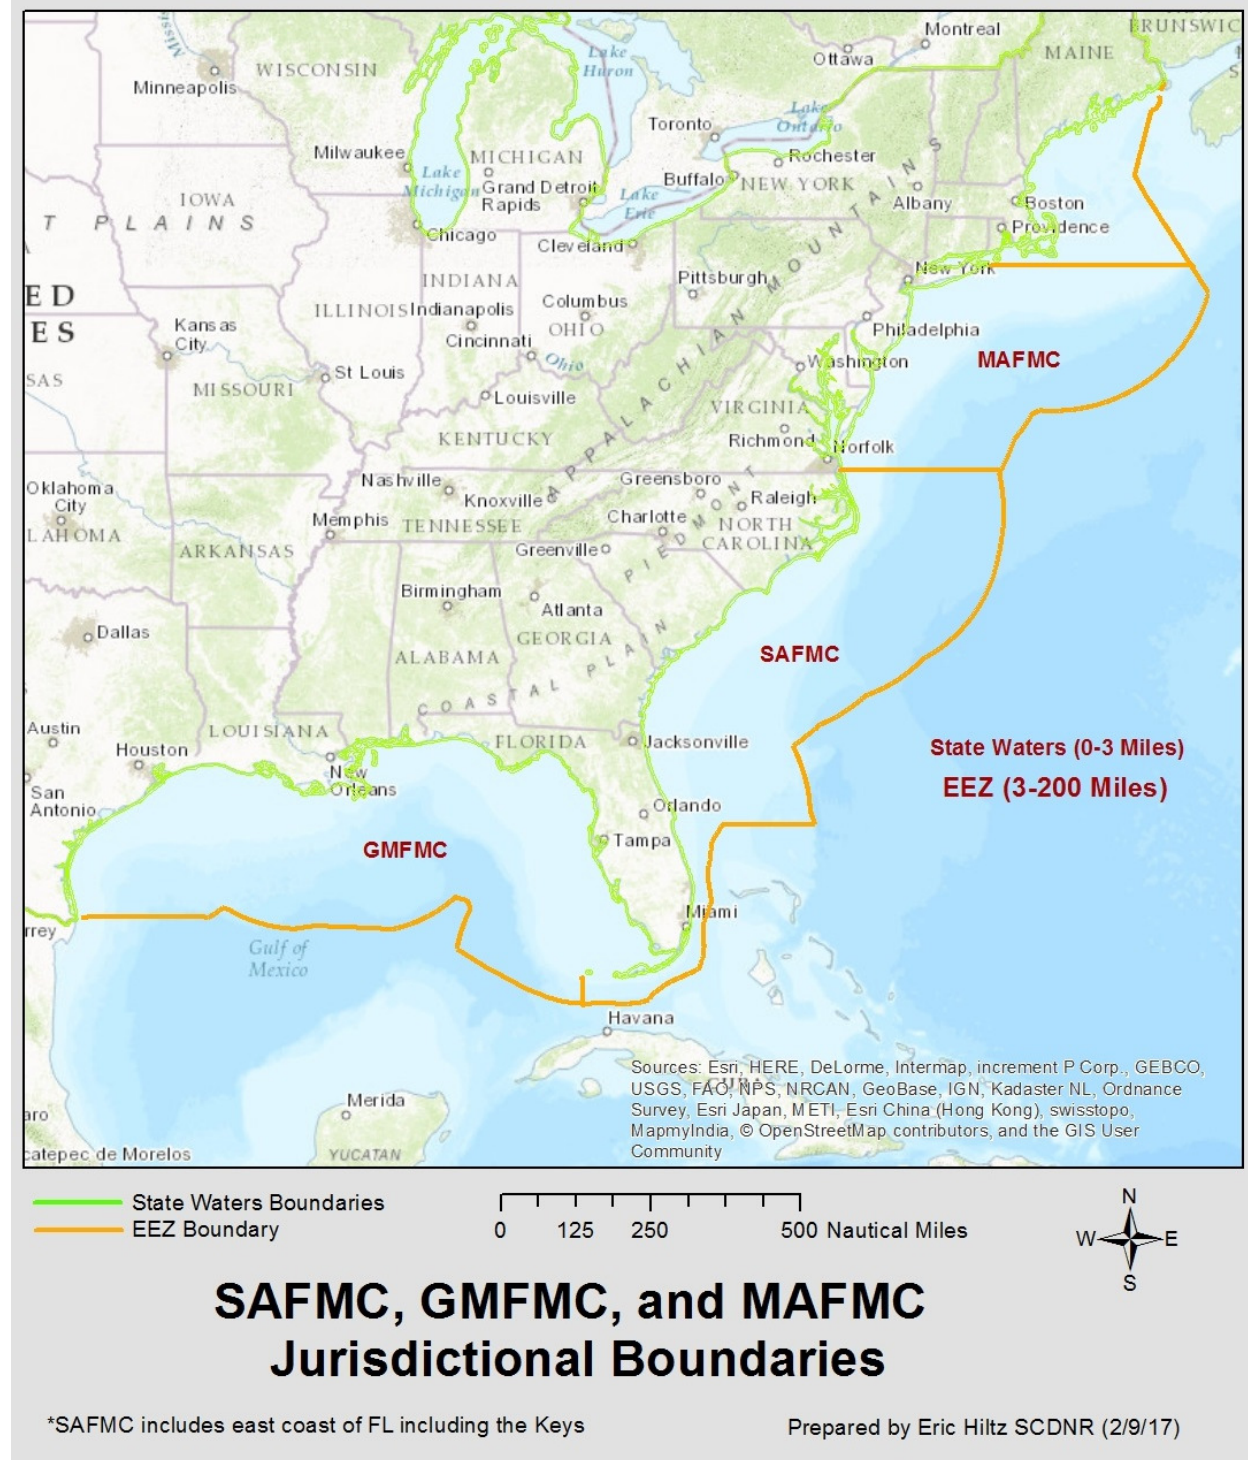 Montreal
BRUNSWIC
Ottawa
MAINE
Lake
Huron
WISCONSIN
Minneapolis
Lake
Ontario
Toronto
Milwaukee
MICHIGAN
Rochester
Lake
Michigan
Grand
Rapids
Detroit
Buffalo
NEW YORK
Lake
Erie
Albany
Boston
IOWA
T PLAINS
Providence
Chicago
Cleveland
New York
INDIANA
Pittsburgh
ED
ES
ILLINOIS
Indianapolis
Columbus
OHIO
Kansas
City
Cincinnati
Philadelphia
Ohio
Washington
MAFMC
St Louis
SAS
MISSOURI
Louisville
VIRGINIA
APPALACHIAN MOUNTAINS
KENTUCKY
Richmond
Norfolk
Nashville
Greensboro
Oklahoma
City
Knoxville
Raleigh
Memphis
TENNESSEE
Charlotte
NORTH
CAROLINA
LAHOMA
ARKANSAS
Greenville
PIEDMONT
Birmingham
Atlanta
Dallas
GEORGIA
ALABAMA
SAFMC
COASTAL PLAIN
Austin
LOUISIANA
FLORIDA
Jacksonville
Houston
State Waters (0-3 Miles)
EEZ (3-200 Miles)
New
Orleans
San
Antonio
Orlando
Tampa
GMFMC
Miami
rrey
Gulf of
Mexico
Havana
CUBA
Sources: Esri, HERE, DeLorme, Intermap, increment P Corp., GEBCO,
USGS, FAO, NPS, NRCAN, GeoBase, IGN, Kadaster NL, Ordnance
Survey, Esri Japan, METI, Esri China (Hong Kong), swisstopo,
MapmyIndia, © OpenStreetMap contributors, and the GIS User
Community
Merida
aro
catepec de Morelos
YUCATAN
State Waters Boundaries
EEZ Boundary
0 125 250 500 Nautical Miles
N
W E
S
SAFMC, GMFMC, and MAFMC
Jurisdictional Boundaries
*SAFMC includes east coast of FL including the Keys
Prepared by Eric Hiltz SCDNR (2/9/17)